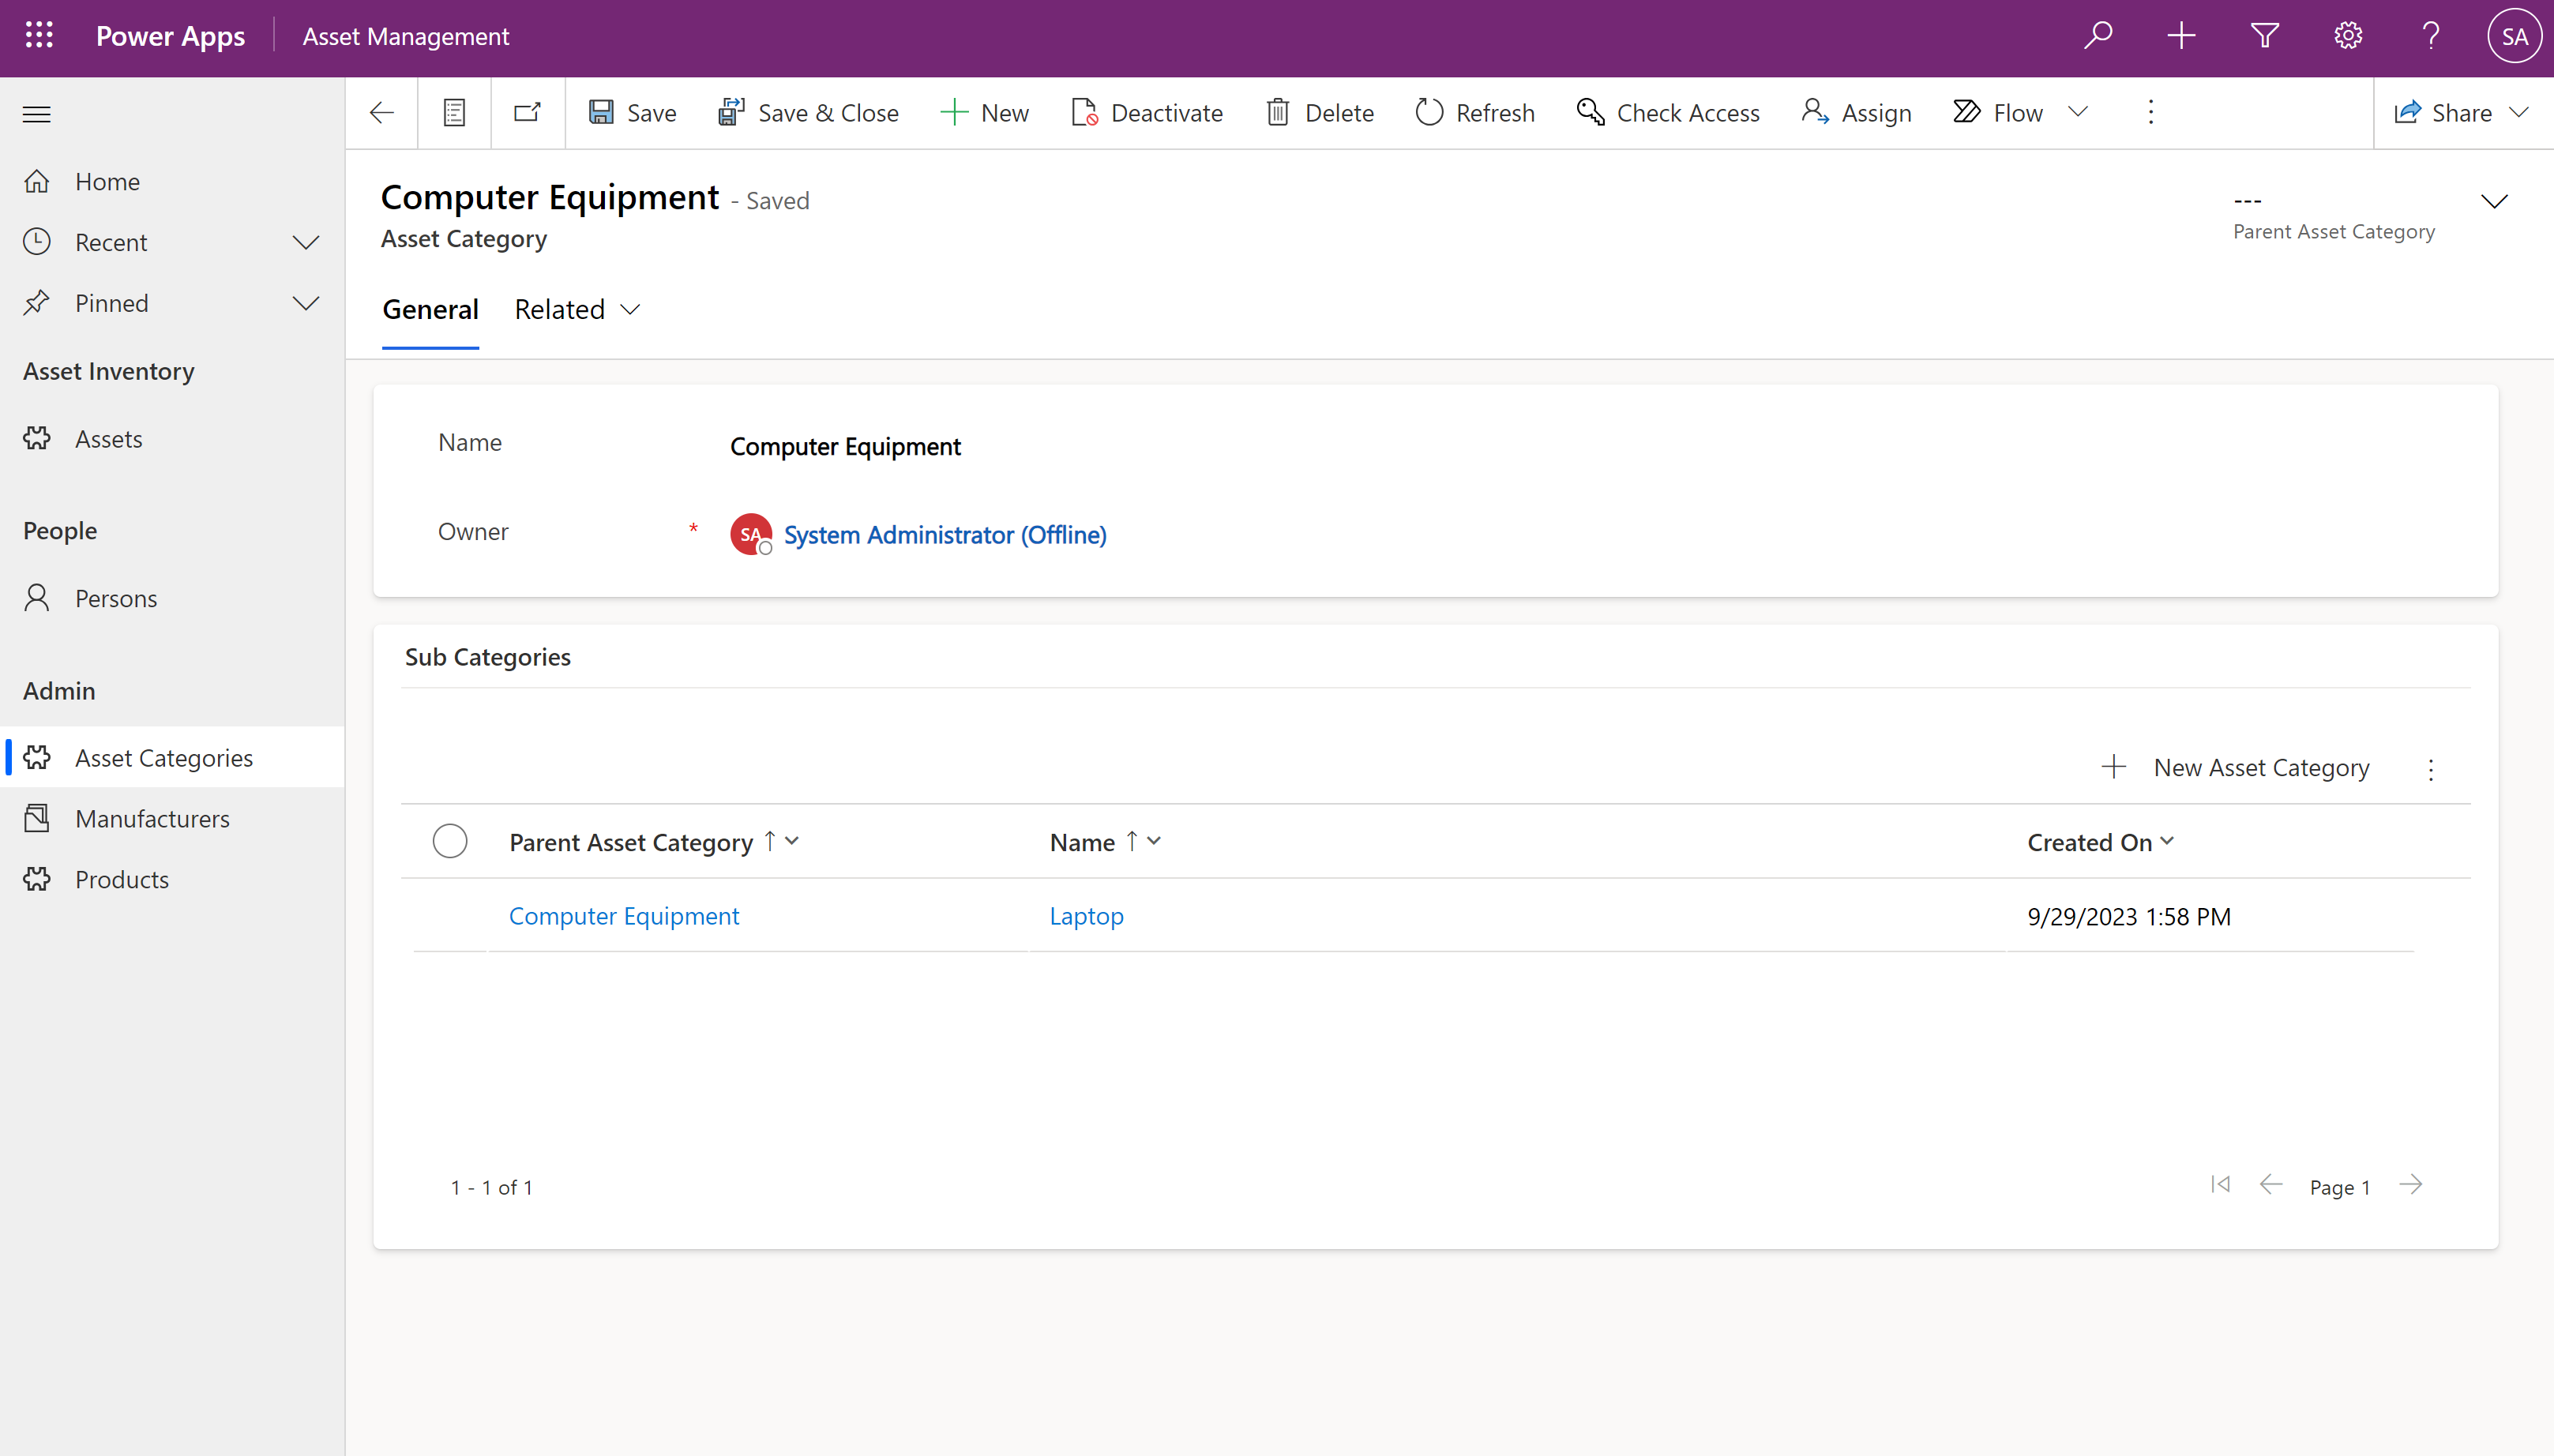 Power Apps Asset Management SA
Save Save & Close New Deactivate Delete Refresh Check Access Assign Flow Share
Home
Recent
Pinned
Asset Inventory
Assets
People
Persons
Admin
Asset Categories
Manufacturers
Products
Computer Equipment - Saved
Asset Category
---
Parent Asset Category
General Related
Name Computer Equipment
Owner * SA System Administrator (Offline)
Sub Categories
New Asset Category
Parent Asset Category Name Created On
Computer Equipment Laptop 9/29/2023 1:58 PM
1 - 1 of 1 Page 1